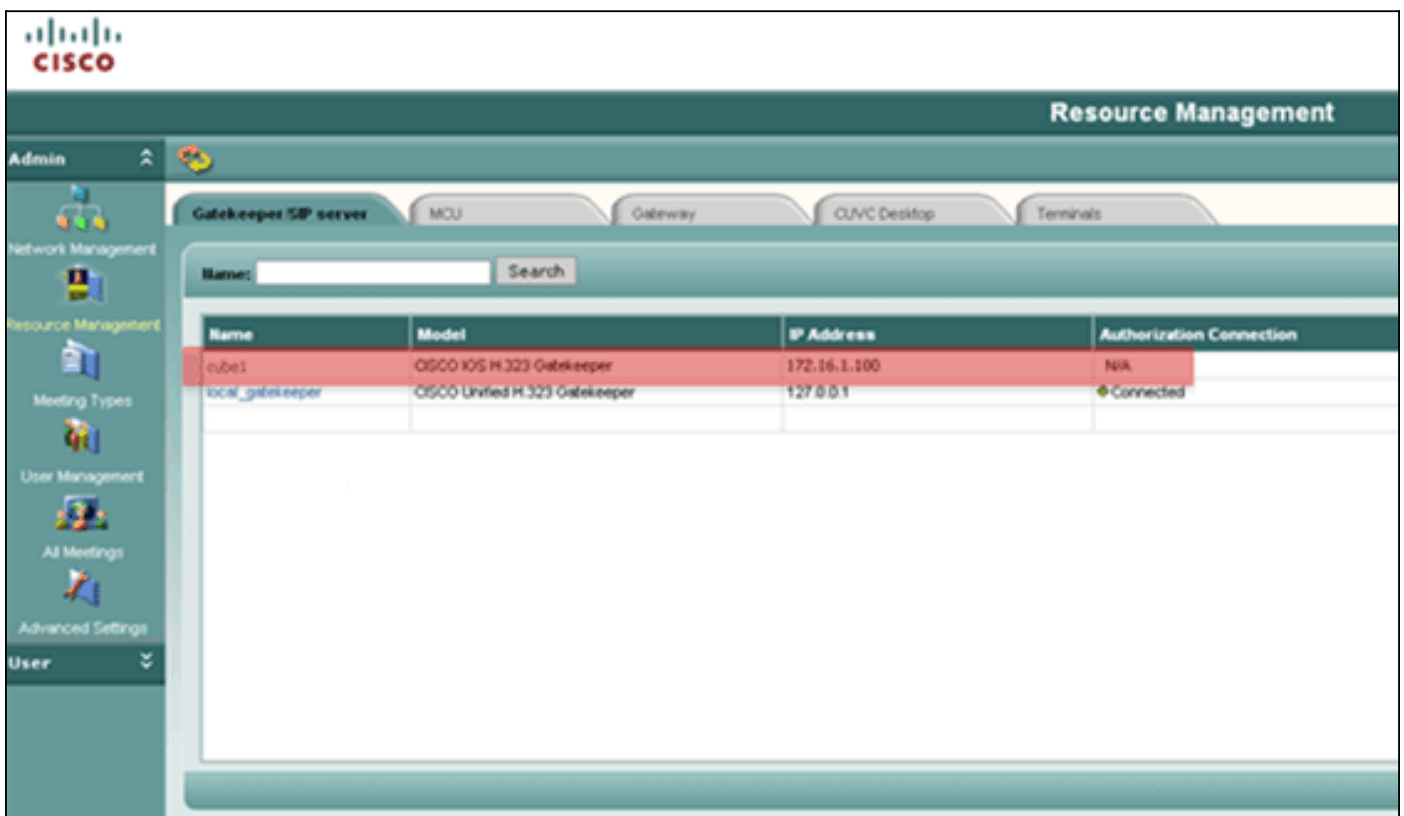 CISCO
Resource Management
Admin
Gatekeeper/SIP server MCU Gateway CUVC Desktop Terminals
Network Management
Name: Search
Resource Management
Name Model IP Address Authorization Connection
cube1 CISCO IOS H.323 Gatekeeper 172.16.1.100 N/A
local_gatekeeper CISCO Unified H.323 Gatekeeper 127.0.0.1 Connected
Meeting Types
User Management
All Meetings
Advanced Settings
User